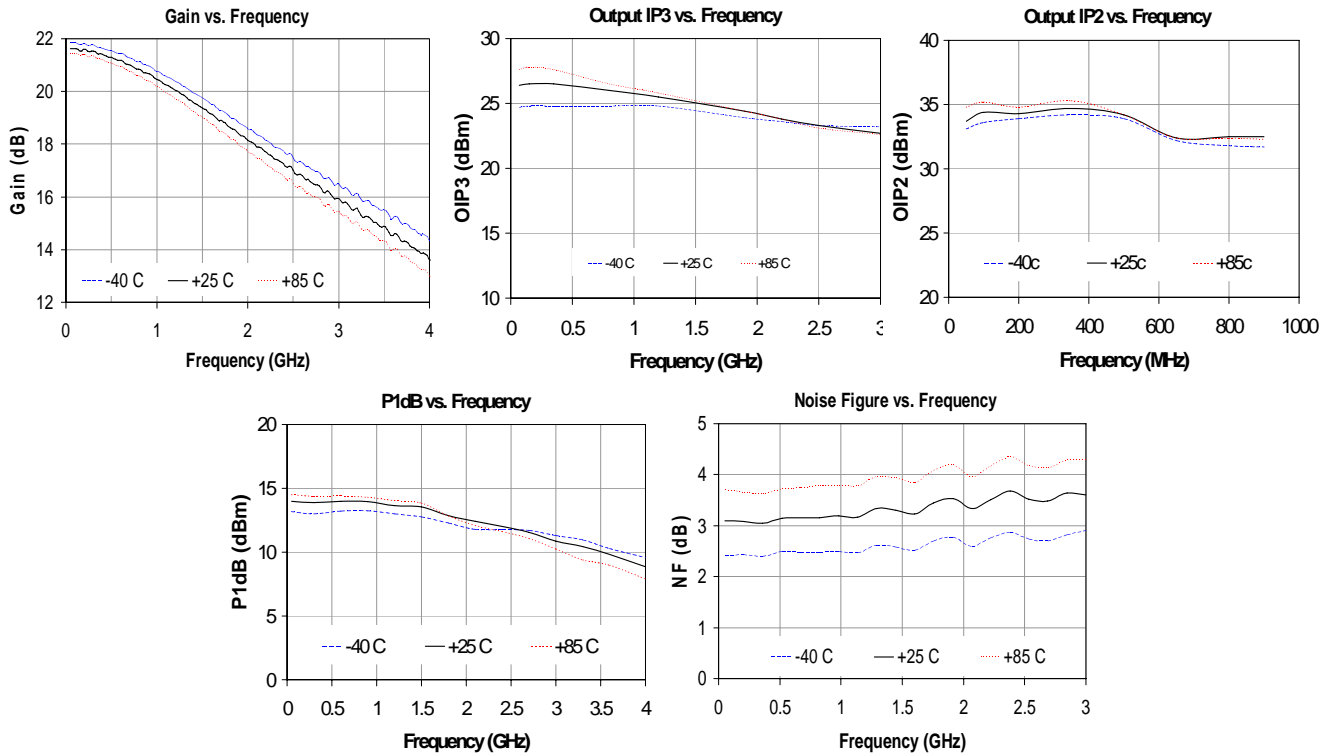 Gain vs. Frequency
22
20
18
16
14
12
Gain (dB)
-40 C +25 C +85 C
0 1 2 3 4
Frequency (GHz)
Output IP3 vs. Frequency
30
25
20
15
10
OIP3 (dBm)
-40 C +25 C +85 C
0 0.5 1 1.5 2 2.5 3
Frequency (GHz)
Output IP2 vs. Frequency
40
35
30
25
20
OIP2 (dBm)
-40c +25c +85c
0 200 400 600 800 1000
Frequency (MHz)
P1dB vs. Frequency
20
15
10
5
0
P1dB (dBm)
-40 C +25 C +85 C
0 0.5 1 1.5 2 2.5 3 3.5 4
Frequency (GHz)
Noise Figure vs. Frequency
5
4
3
2
1
0
NF (dB)
-40 C +25 C +85 C
0 0.5 1 1.5 2 2.5 3
Frequency (GHz)